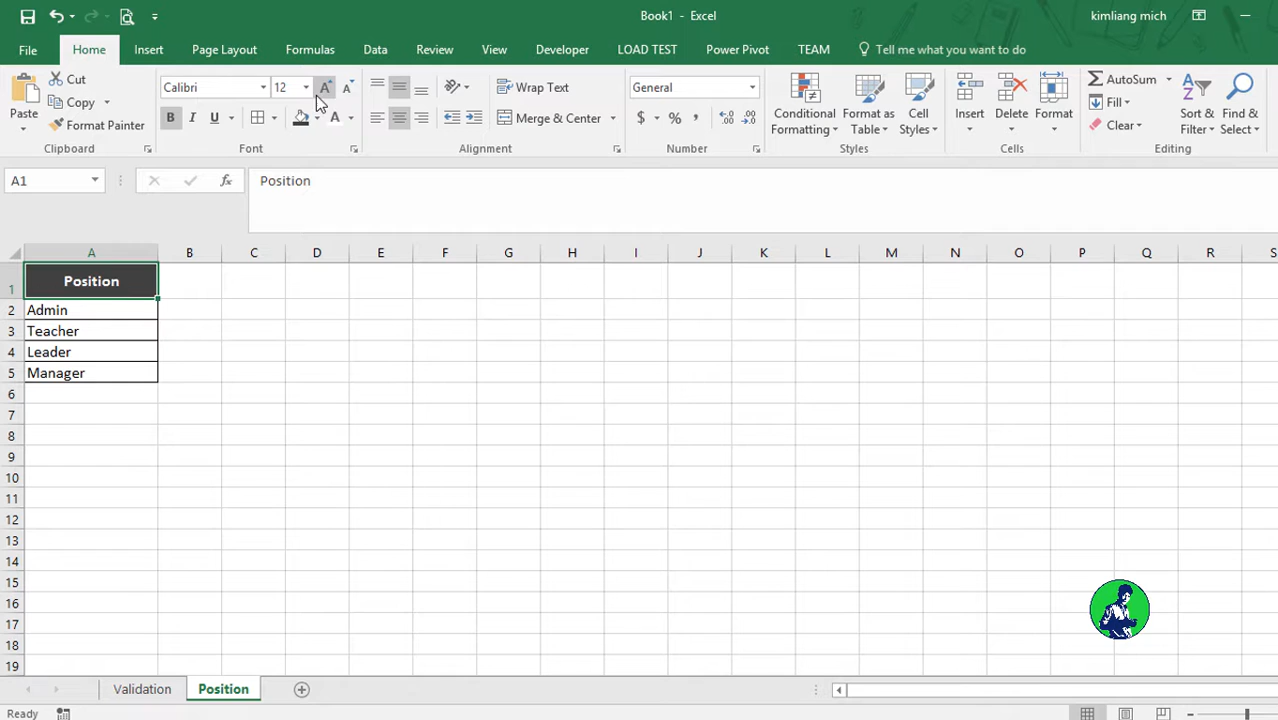 Book1 - Excel
kimliang mich
File Home Insert Page Layout Formulas Data Review View Developer LOAD TEST Power Pivot TEAM Tell me what you want to do
Paste
Cut
Copy
Format Painter
Clipboard
Calibri 12
B I U
Font
Wrap Text
Merge & Center
Alignment
General
$ % ,
Number
Conditional Formatting
Format as Table
Cell Styles
Styles
Insert
Delete
Format
Cells
AutoSum
Fill
Clear
Sort & Filter
Find & Select
Editing
A1 fx Position
A B C D E F G H I J K L M N O P Q R S
1 Position
2 Admin
3 Teacher
4 Leader
5 Manager
6
7
8
9
10
11
12
13
14
15
16
17
18
19
Validation Position
Ready